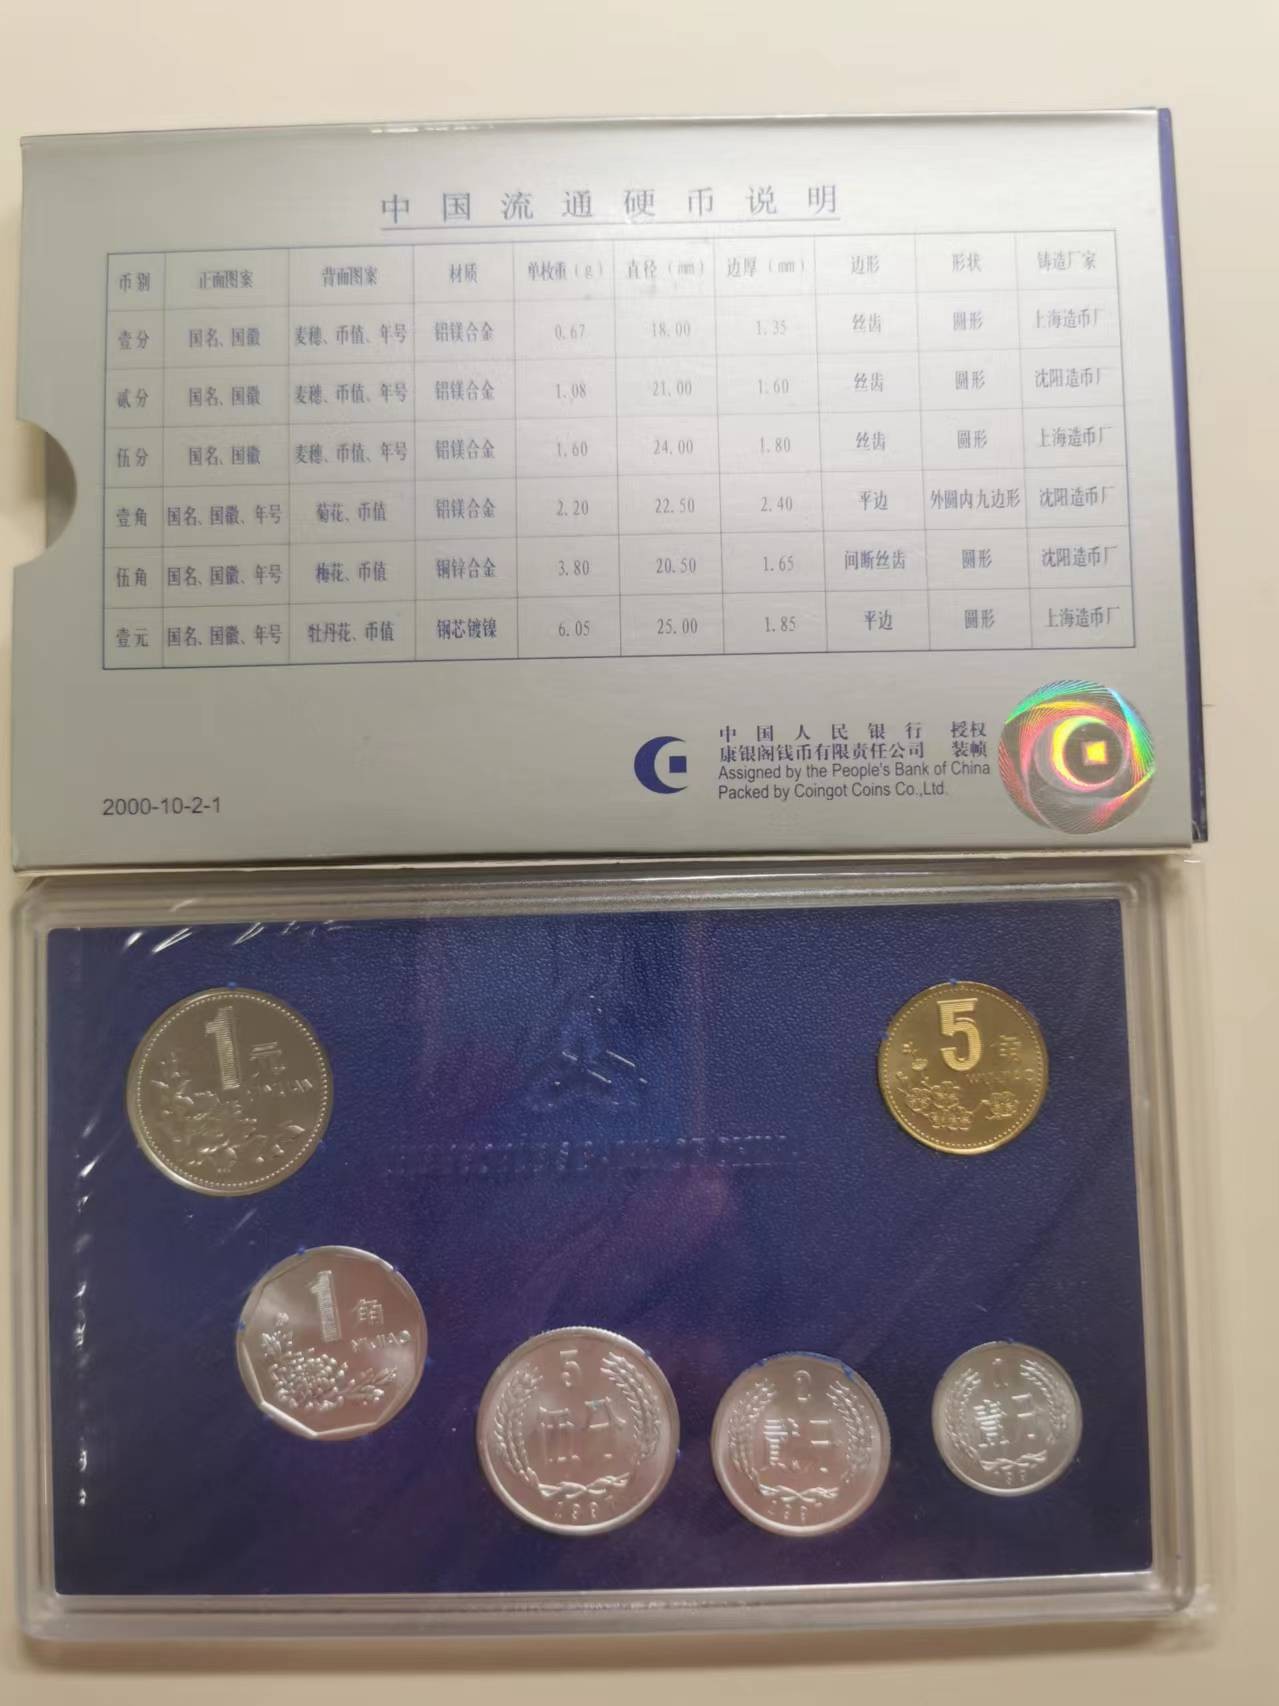 中国流通硬币说明
币别 正面图案 背面图案 材质 单枚重(g) 直径(mm) 边厚(mm) 边形 形状 铸造厂家
壹分 国名、国徽 麦穗、币值、年号 铝镁合金 0.67 18.00 1.35 丝齿 圆形 上海造币厂
贰分 国名、国徽 麦穗、币值、年号 铝镁合金 1.08 21.00 1.60 丝齿 圆形 沈阳造币厂
伍分 国名、国徽 麦穗、币值、年号 铝镁合金 1.60 24.00 1.80 丝齿 圆形 上海造币厂
壹角 国名、国徽、年号 菊花、币值 铝镁合金 2.20 22.50 2.40 平边 外圆内九边形 沈阳造币厂
伍角 国名、国徽、年号 梅花、币值 铜锌合金 3.80 20.50 1.65 间断丝齿 圆形 沈阳造币厂
壹元 国名、国徽、年号 牡丹花、币值 钢芯镀镍 6.05 25.00 1.85 平边 圆形 上海造币厂
中国人民银行 授权
康银阁钱币有限责任公司 装帧
Assigned by the People's Bank of China
Packed by Coingot Coins Co.,Ltd.
2000-10-2-1
1元
YI YUAN
5角
WU JIAO
1角
YI JIAO
5
伍分
1997
2
贰分
1997
1
壹分